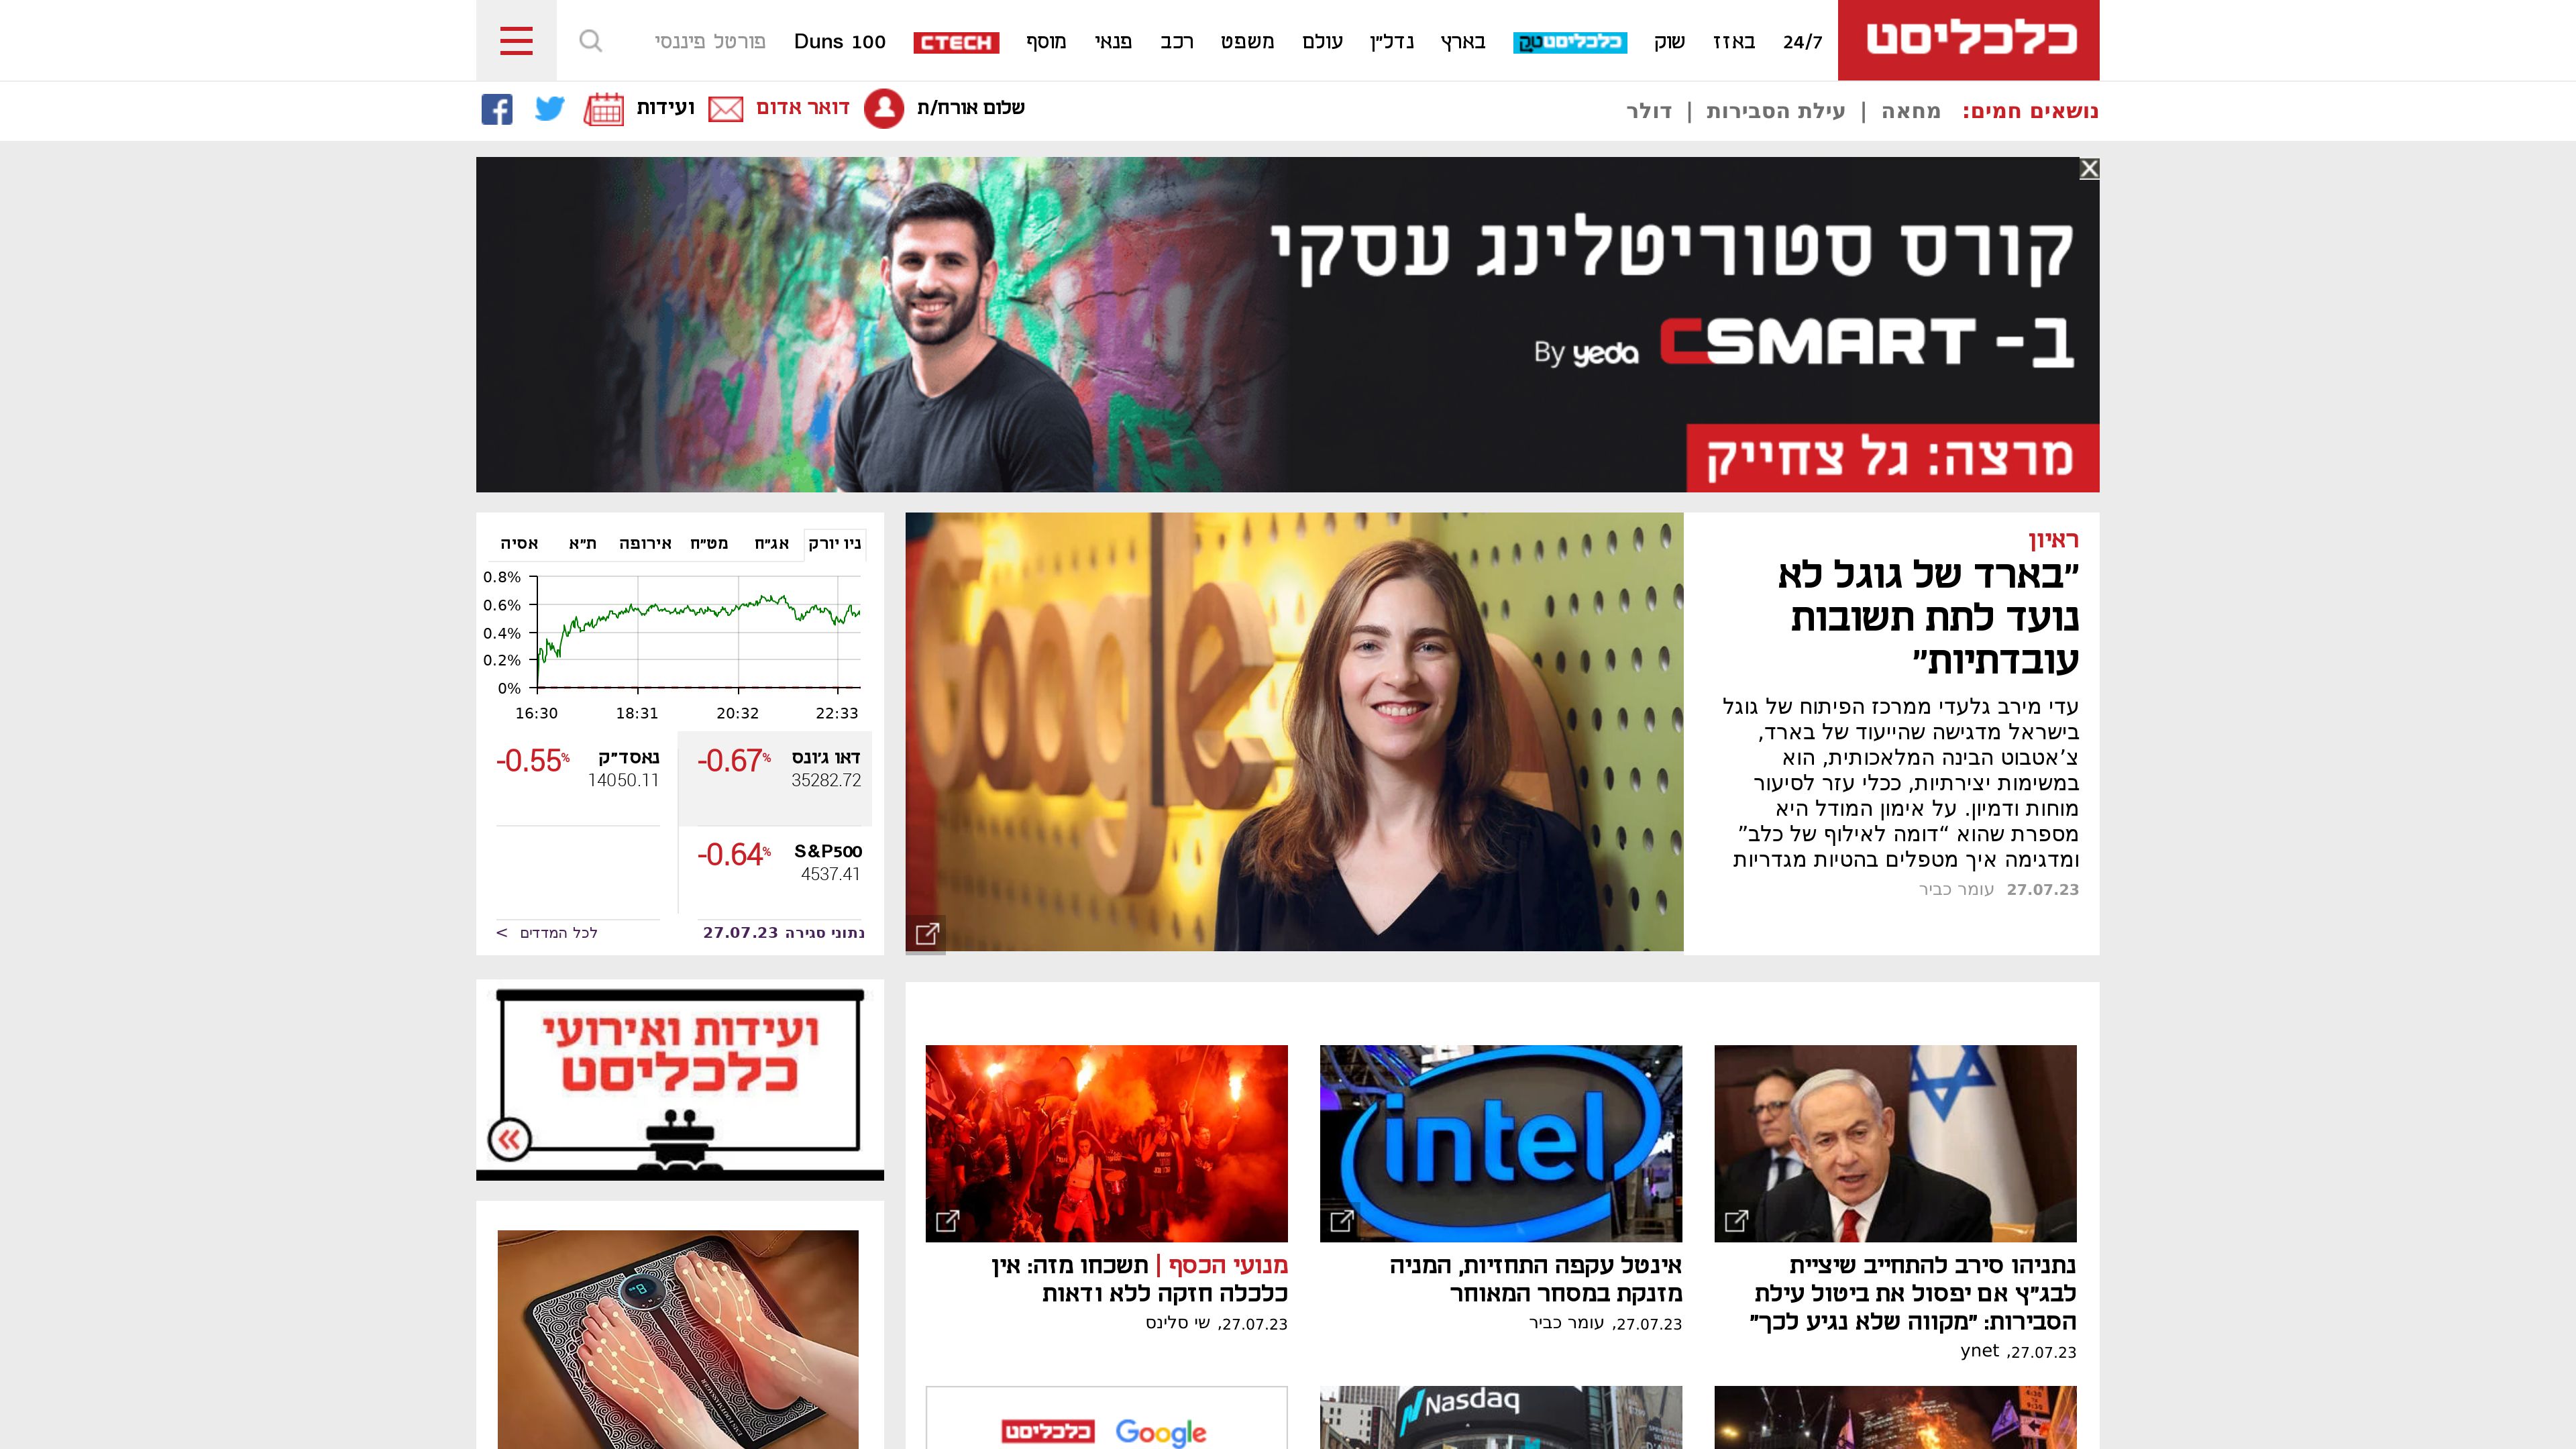 כלכליסט
24/7
באזז
שוק
כלכליסטטק
בארץ
נדל"ן
עולם
משפט
רכב
פנאי
מוסף
CTECH
Duns 100
פורטל פיננסי
נושאים חמים: מחאה | עילת הסבירות | דולר
שלום אורח/ת
דואר אדום
ועידות
קורס סטוריטלינג עסקי
ב- CSMART By yeda
מרצה: גל צחייק
ראיון
"בארד של גוגל לא
נועד לתת תשובות
עובדתיות"
עדי מירב גלעדי ממרכז הפיתוח של גוגל
בישראל מדגישה שהייעוד של בארד,
צ'אטבוט הבינה המלאכותית, הוא
במשימות יצירתיות, ככלי עזר לסיעור
מוחות ודמיון. על אימון המודל היא
מספרת שהוא "דומה לאילוף של כלב"
ומדגימה איך מטפלים בהטיות מגדריות
27.07.23 עומר כביר
Google
ניו יורק
אג"ח
מט"ח
אירופה
ת"א
אסיה
0.8%
0.6%
0.4%
0.2%
0%
16:30
18:31
20:32
22:33
דאו ג'ונס -0.67%
35282.72
נאסד"ק -0.55%
14050.11
S&P500 -0.64%
4537.41
נתוני סגירה 27.07.23
לכל המדדים >
ועידות ואירועי
כלכליסט
נתניהו סירב להתחייב שיציית
לבג"ץ אם יפסול את ביטול עילת
הסבירות: "מקווה שלא נגיע לכך"
27.07.23, ynet
intel
אינטל עקפה התחזיות, המניה
מזנקת במסחר המאוחר
27.07.23, עומר כביר
מנועי הכסף | תשכחו מזה: אין
כלכלה חזקה ללא ודאות
27.07.23, שי סלינס
Nasdaq
כלכליסט Google